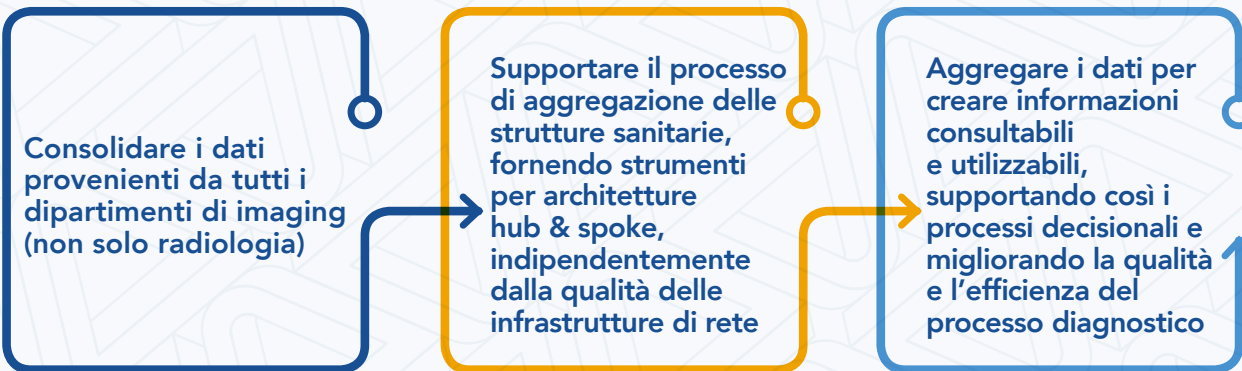 Consolidare i dati
provenienti da tutti i
dipartimenti di imaging
(non solo radiologia)
Supportare il processo
di aggregazione delle
strutture sanitarie,
fornendo strumenti
per architetture
hub & spoke,
indipendentemente
dalla qualità delle
infrastrutture di rete
Aggregare i dati per
creare informazioni
consultabili
e utilizzabili,
supportando così i
processi decisionali e
migliorando la qualità
e l'efficienza del
processo diagnostico